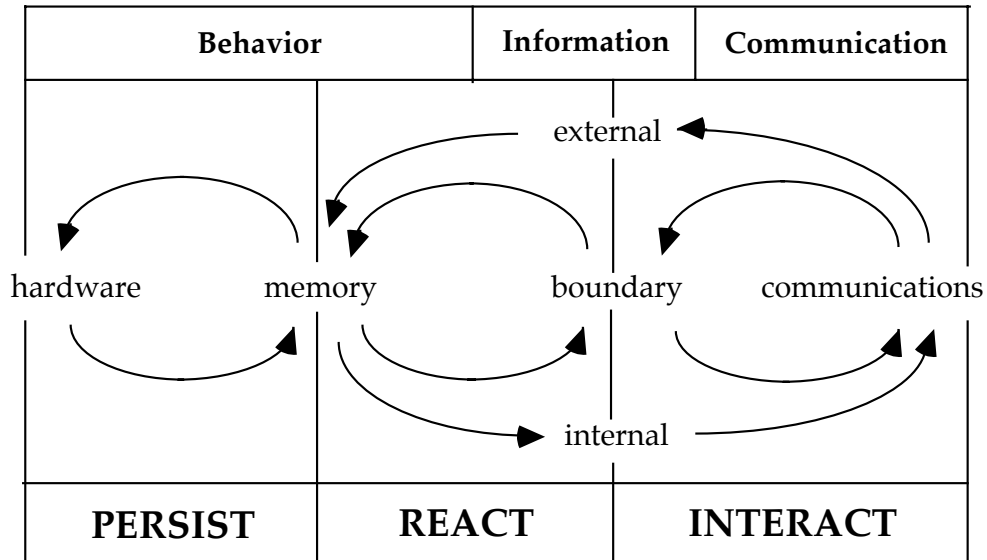 Behavior Information Communication
external
hardware memory boundary communications
internal
PERSIST REACT INTERACT